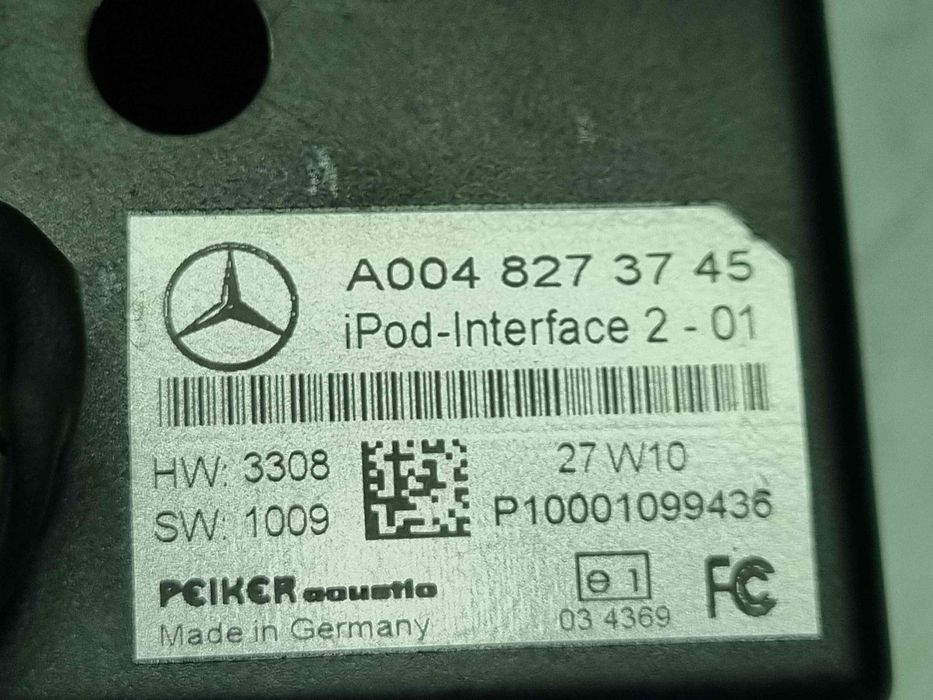 A004 827 37 45
iPod-Interface 2 - 01
HW: 3308
27 W10
SW: 1009
P10001099436
PEIKER acustic
e 1
FC
Made in Germany
03 4369